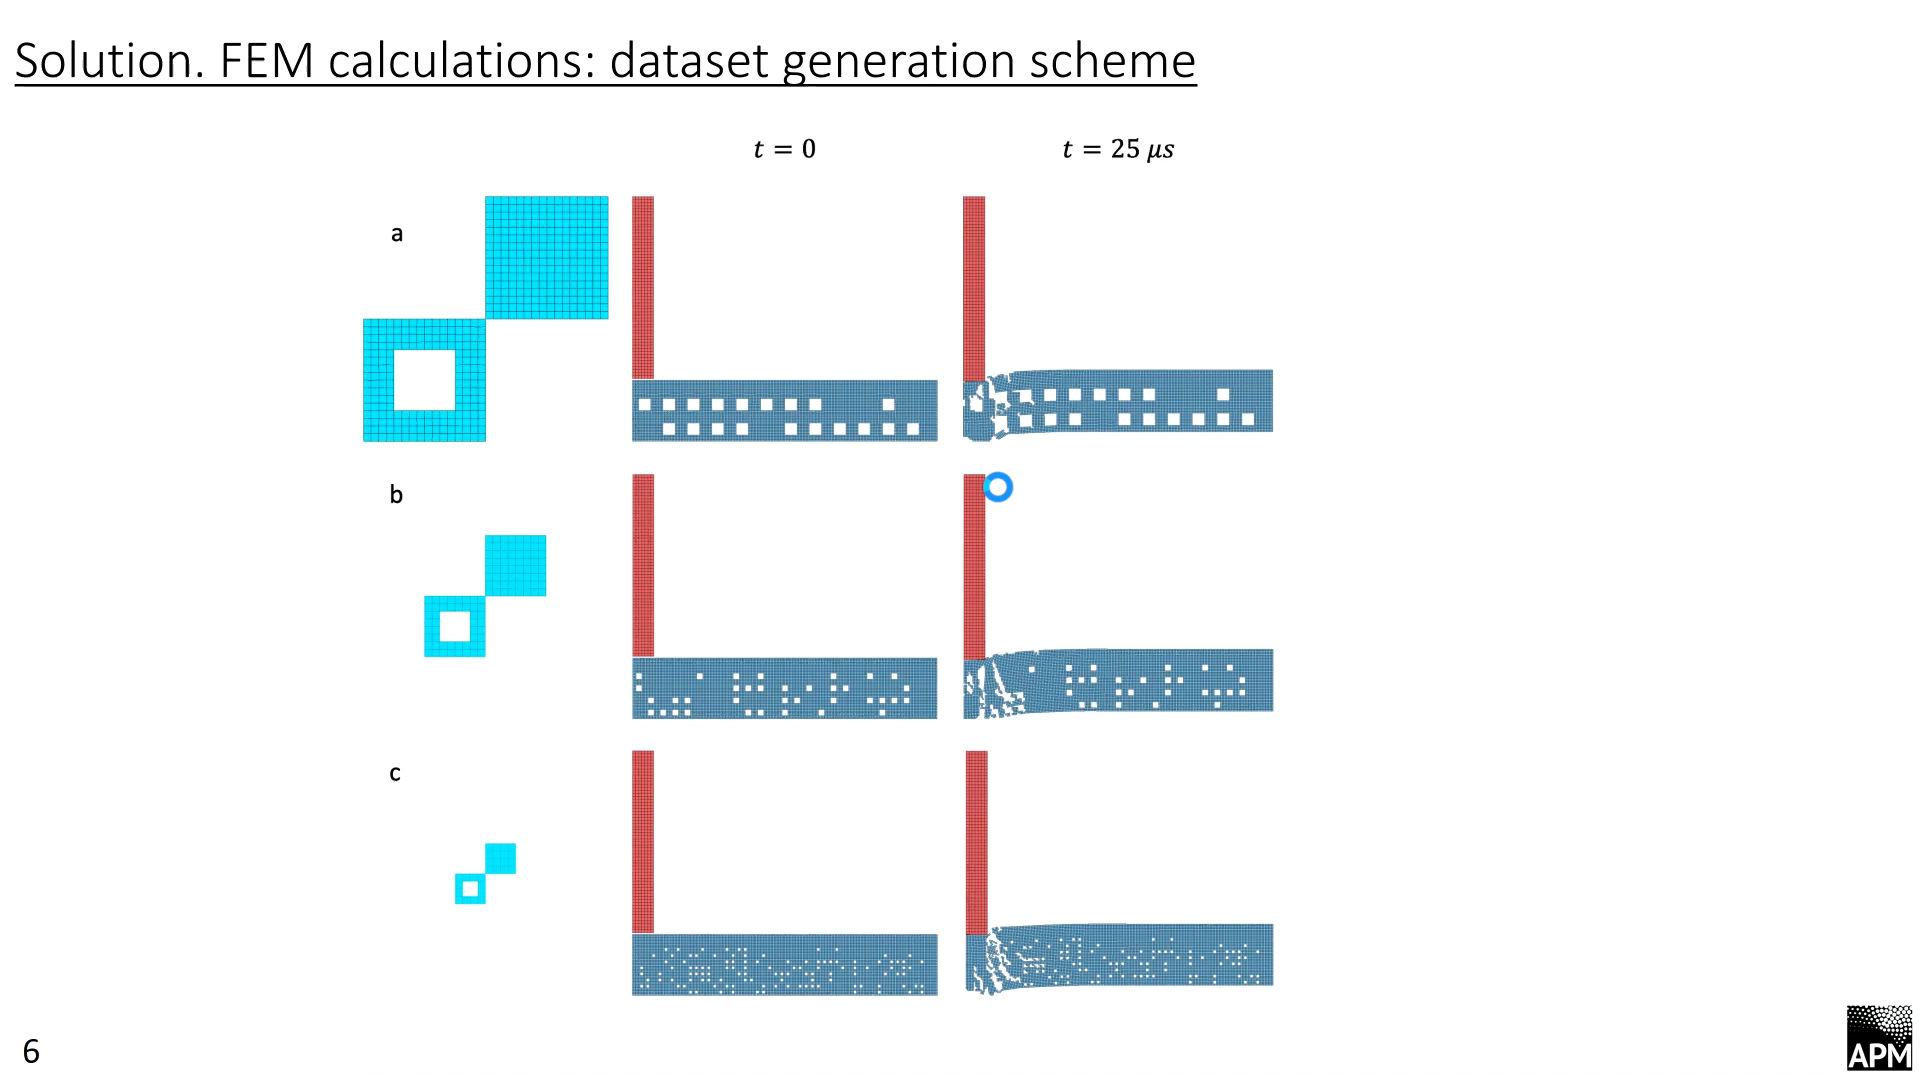 Solution. FEM calculations: dataset generation scheme
t = 0
t = 25 μs
a
b
c
6
APM